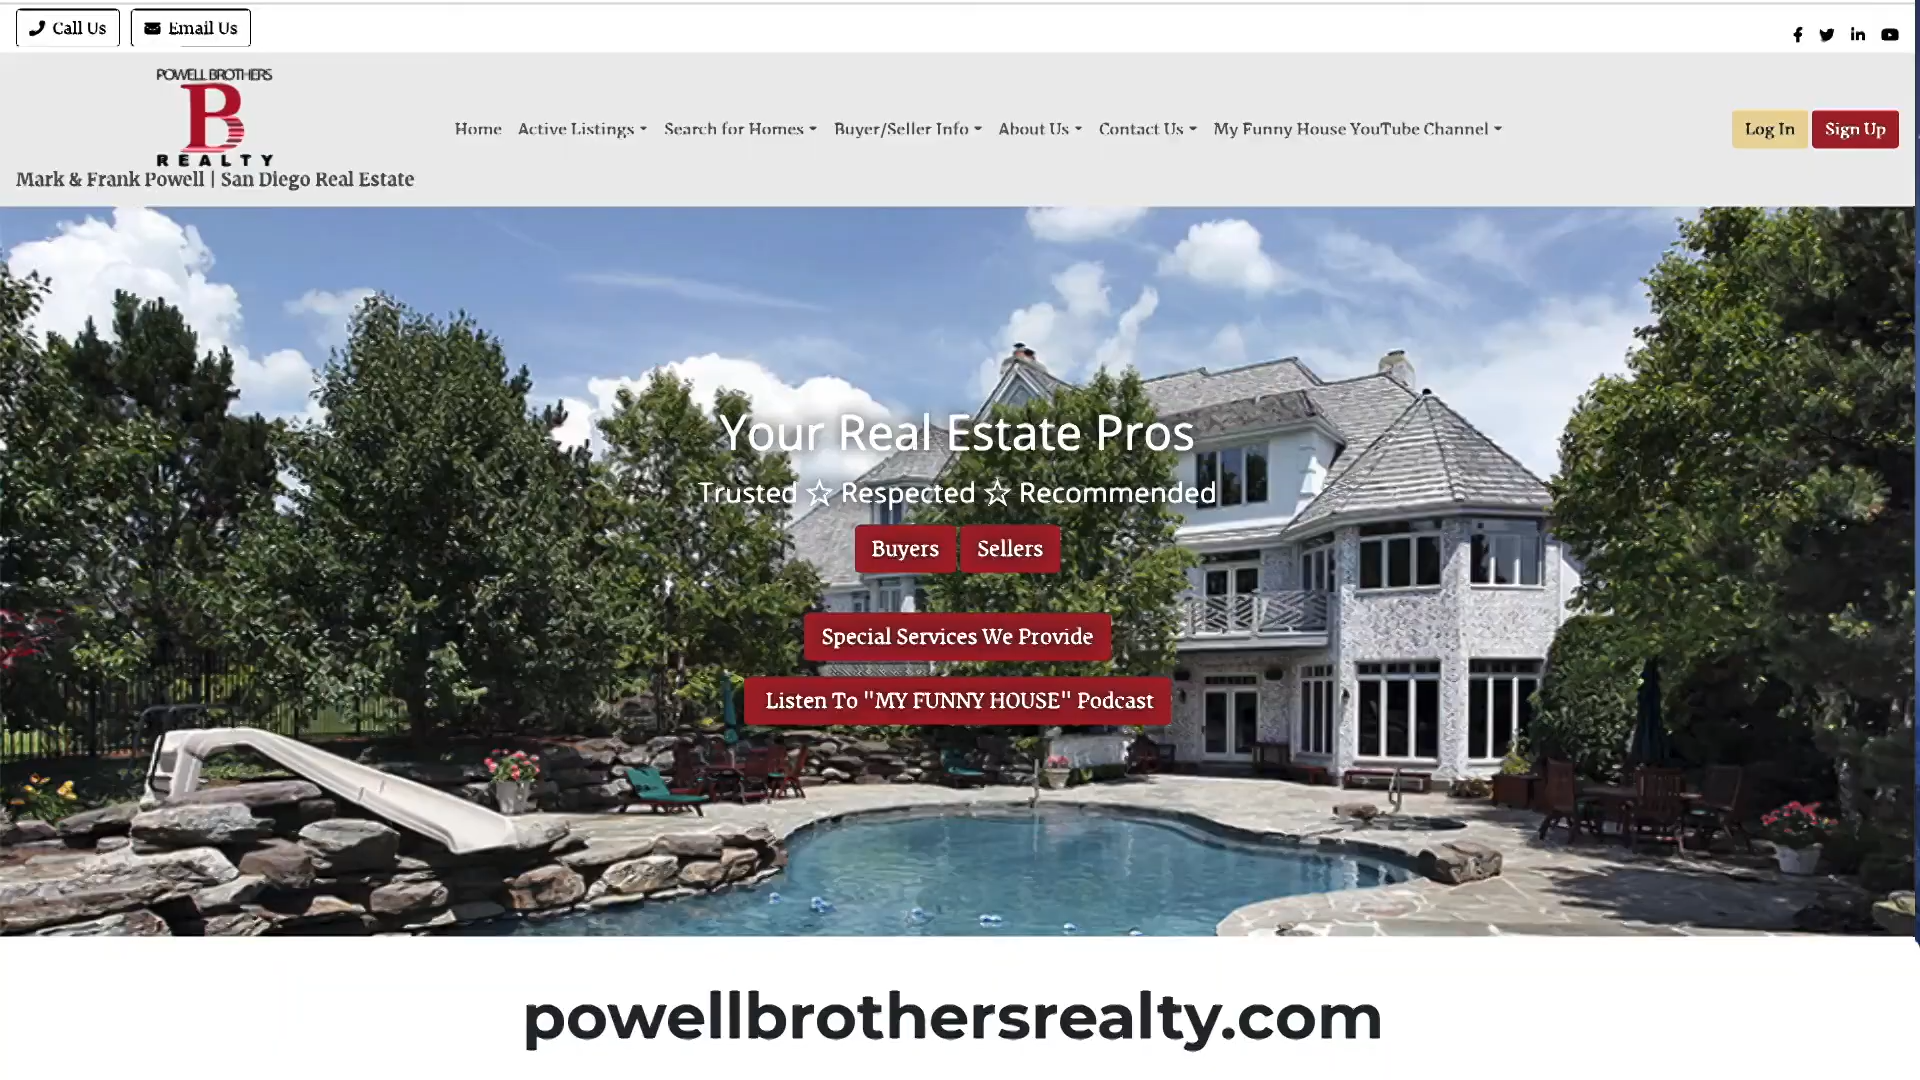 Call Us
Email Us
POWELL BROTHERS
B
REALTY
Mark & Frank Powell | San Diego Real Estate
Home
Active Listings
Search for Homes
Buyer/Seller Info
About Us
Contact Us
My Funny House YouTube Channel
Log In
Sign Up
Your Real Estate Pros
Trusted ☆ Respected ☆ Recommended
Buyers
Sellers
Special Services We Provide
Listen To "MY FUNNY HOUSE" Podcast
powellbrothersrealty.com